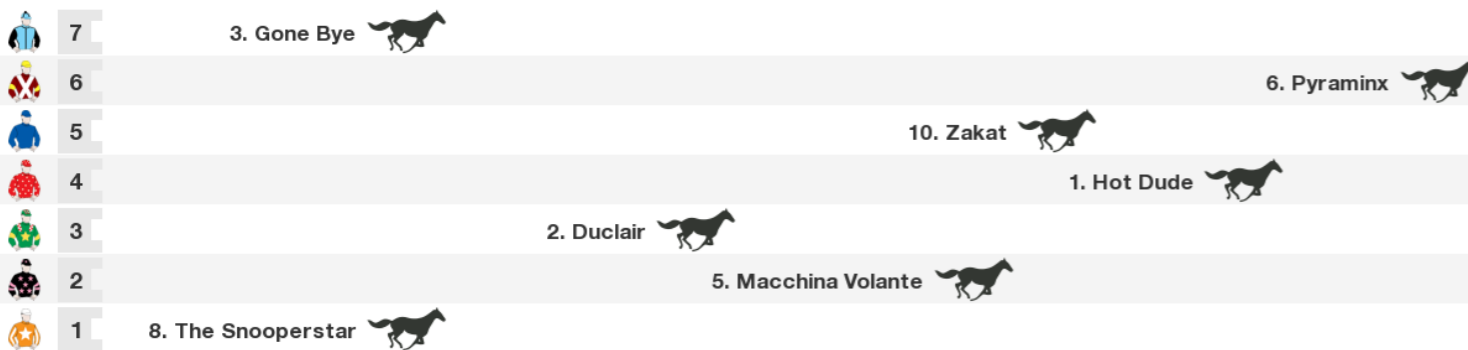 7 3. Gone Bye
6 6. Pyraminx
5 10. Zakat
4 1. Hot Dude
3 2. Duclair
2 5. Macchina Volante
1 8. The Snooperstar